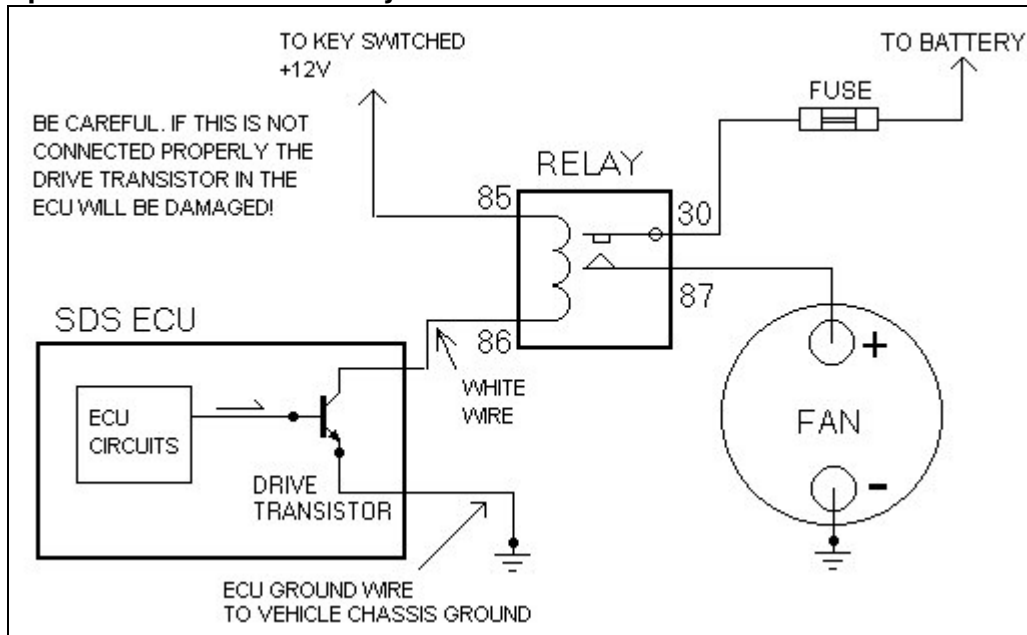 TO KEY SWITCHED
+12V
TO BATTERY
FUSE
BE CAREFUL. IF THIS IS NOT
CONNECTED PROPERLY THE
DRIVE TRANSISTOR IN THE
ECU WILL BE DAMAGED!
RELAY
85
30
87
86
SDS ECU
WHITE
WIRE
ECU
CIRCUITS
DRIVE
TRANSISTOR
+
FAN
-
ECU GROUND WIRE
TO VEHICLE CHASSIS GROUND